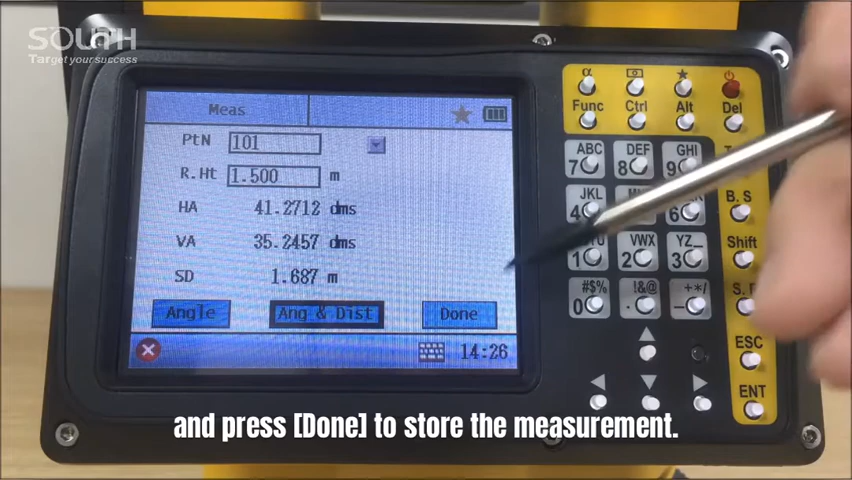 SOUTH
Target your success
Meas
PtN 101
R.Ht 1.500 m
HA 41.2712 dms
VA 35.2457 dms
SD 1.687 m
Angle Ang & Dist Done
14:26
α
Func Ctrl Alt Del
ABC DEF GHI
7 8 9
JKL
4 6
B.S
VWX YZ_
1 2 3
Shift
#$% !&@ +*/
0 . −
S.
ESC
ENT
and press [Done] to store the measurement.